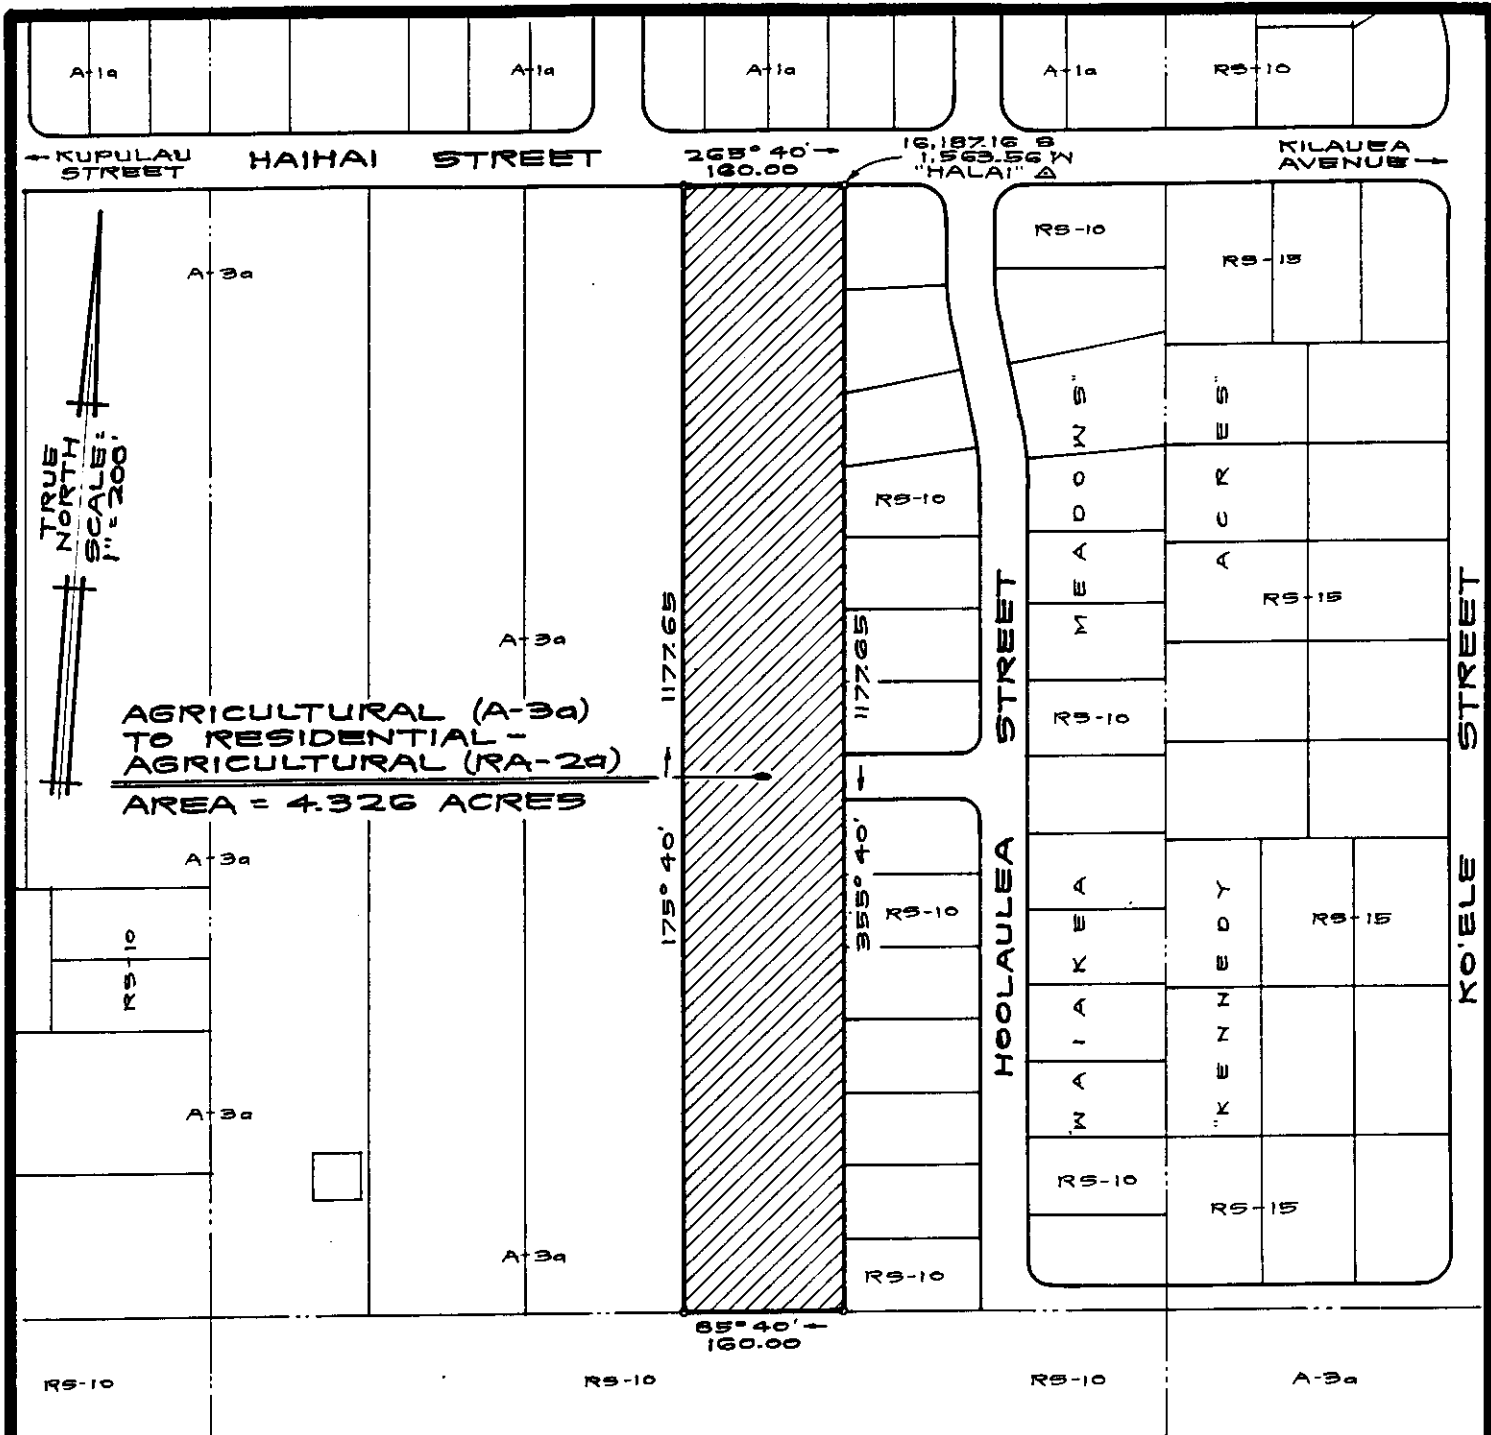 A-1a
A-1a
A-1a
A-1a
RS-10
← KUPULAU
STREET
HAIHAI STREET
265° 40' →
160.00
16,187.16 S
1,563.56 W
"HALAI" △
KILAUEA
AVENUE →
A-3a
RS-10
RS-15
TRUE
NORTH
SCALE:
1" = 200'
RS-10
A-3a
1177.65
1177.65
RS-15
RS-10
AGRICULTURAL (A-3a)
TO RESIDENTIAL -
AGRICULTURAL (RA-2a)
AREA = 4.326 ACRES
175° 40' →
355° 40' ←
HOOLAULEA STREET
"WAIAKEA MEADOWS"
"KENNEDY ACRES"
KO'ELE STREET
A-3a
RS-10
RS-10
RS-15
A-3a
A-3a
RS-10
RS-10
RS-15
85° 40' ←
160.00
RS-10
RS-10
RS-10
A-3a